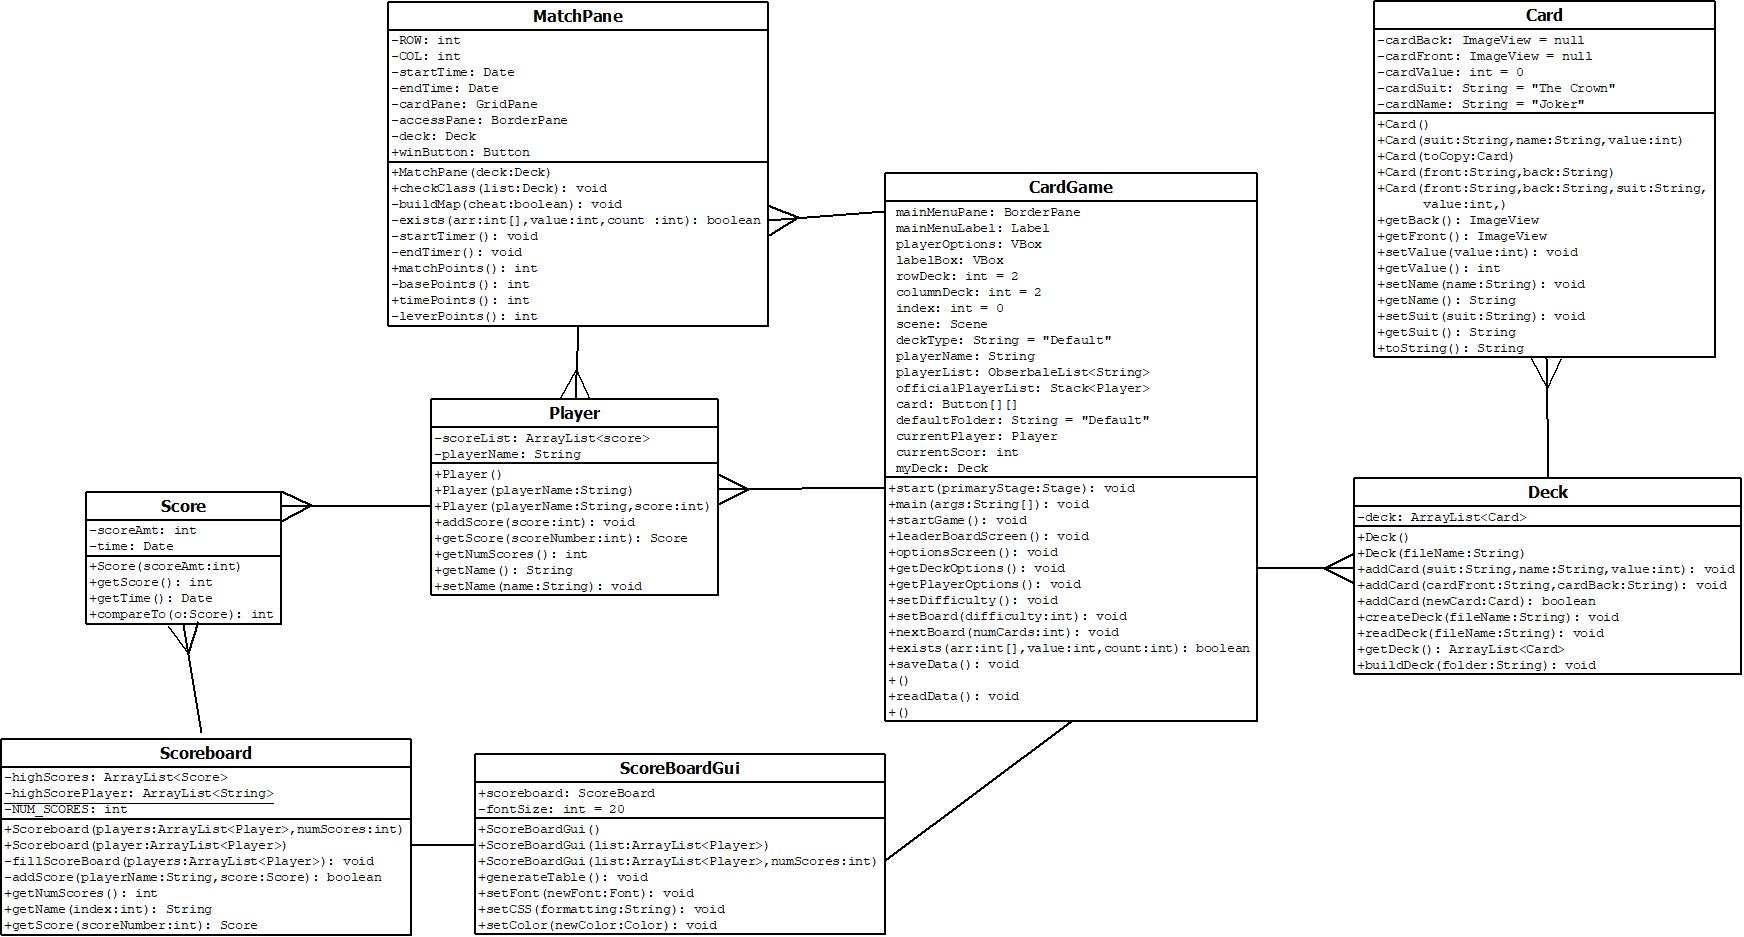 MatchPane
-ROW: int
-COL: int
-startTime: Date
-endTime: Date
-cardPane: GridPane
-accessPane: BorderPane
-deck: Deck
+winButton: Button
+MatchPane(deck:Deck)
+checkClass(list:Deck): void
-buildMap(cheat:boolean): void
-exists(arr:int[],value:int,count :int): boolean
-startTimer(): void
-endTimer(): void
+matchPoints(): int
-basePoints(): int
+timePoints(): int
-leverPoints(): int
Card
-cardBack: ImageView = null
-cardFront: ImageView = null
-cardValue: int = 0
-cardSuit: String = "The Crown"
-cardName: String = "Joker"
+Card()
+Card(suit:String,name:String,value:int)
+Card(toCopy:Card)
+Card(front:String,back:String)
+Card(front:String,back:String,suit:String,
value:int,)
+getBack(): ImageView
+getFront(): ImageView
+setValue(value:int): void
+getValue(): int
+setName(name:String): void
+getName(): String
+setSuit(suit:String): void
+getSuit(): String
+toString(): String
CardGame
mainMenuPane: BorderPane
mainMenuLabel: Label
playerOptions: VBox
labelBox: VBox
rowDeck: int = 2
columnDeck: int = 2
index: int = 0
scene: Scene
deckType: String = "Default"
playerName: String
playerList: ObserbaleList<String>
officialPlayerList: Stack<Player>
card: Button[][]
defaultFolder: String = "Default"
currentPlayer: Player
currentScor: int
myDeck: Deck
+start(primaryStage:Stage): void
+main(args:String[]): void
+startGame(): void
+leaderBoardScreen(): void
+optionsScreen(): void
+getDeckOptions(): void
+getPlayerOptions(): void
+setDifficulty(): void
+setBoard(difficulty:int): void
+nextBoard(numCards:int): void
+exists(arr:int[],value:int,count:int): boolean
+saveData(): void
+()
+readData(): void
+()
Player
-scoreList: ArrayList<score>
-playerName: String
+Player()
+Player(playerName:String)
+Player(playerName:String,score:int)
+addScore(score:int): void
+getScore(scoreNumber:int): Score
+getNumScores(): int
+getName(): String
+setName(name:String): void
Score
-scoreAmt: int
-time: Date
+Score(scoreAmt:int)
+getScore(): int
+getTime(): Date
+compareTo(o:Score): int
Deck
-deck: ArrayList<Card>
+Deck()
+Deck(fileName:String)
+addCard(suit:String,name:String,value:int): void
+addCard(cardFront:String,cardBack:String): void
+addCard(newCard:Card): boolean
+createDeck(fileName:String): void
+readDeck(fileName:String): void
+getDeck(): ArrayList<Card>
+buildDeck(folder:String): void
Scoreboard
-highScores: ArrayList<Score>
-highScorePlayer: ArrayList<String>
-NUM_SCORES: int
+Scoreboard(players:ArrayList<Player>,numScores:int)
+Scoreboard(player:ArrayList<Player>)
-fillScoreBoard(players:ArrayList<Player>): void
-addScore(playerName:String,score:Score): boolean
+getNumScores(): int
+getName(index:int): String
+getScore(scoreNumber:int): Score
ScoreBoardGui
+scoreboard: ScoreBoard
-fontSize: int = 20
+ScoreBoardGui()
+ScoreBoardGui(list:ArrayList<Player>)
+ScoreBoardGui(list:ArrayList<Player>,numScores:int)
+generateTable(): void
+setFont(newFont:Font): void
+setCSS(formatting:String): void
+setColor(newColor:Color): void